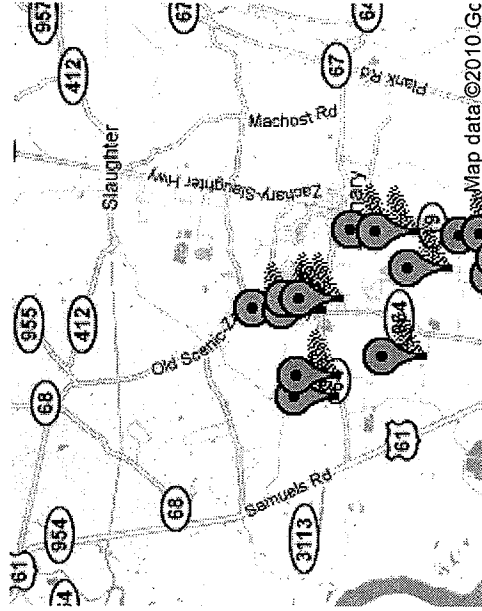 957
67
64
412
Slaughter
67
Plank Rd
Machost Rd
Zachary-Slaughter Hwy
955
412
68
Old Scenic
68
954
61
Samuels Rd
3113
61
Map data ©2010 Go